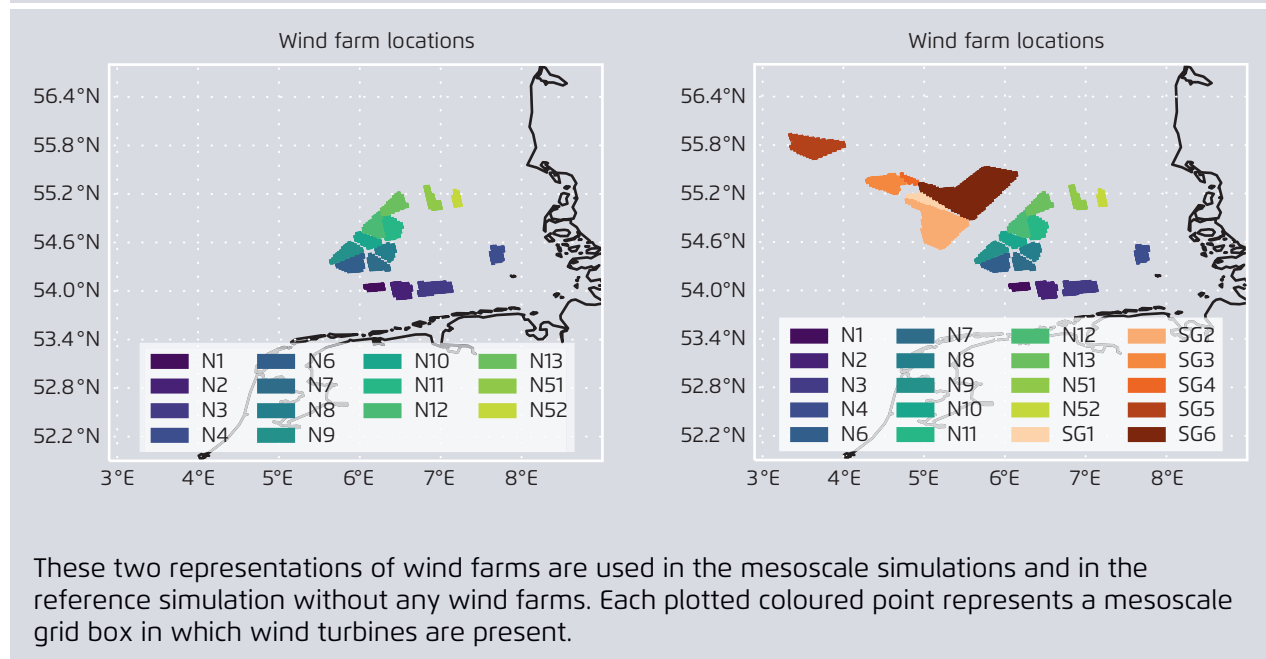 Wind farm locations
56.4°N
55.8°N
55.2°N
54.6°N
54.0°N
53.4°N
52.8°N
52.2°N
3°E 4°E 5°E 6°E 7°E 8°E
N1 N6 N10 N13
N2 N7 N11 N51
N3 N8 N12 N52
N4 N9
Wind farm locations
56.4°N
55.8°N
55.2°N
54.6°N
54.0°N
53.4°N
52.8°N
52.2°N
3°E 4°E 5°E 6°E 7°E 8°E
N1 N7 N12 SG2
N2 N8 N13 SG3
N3 N9 N51 SG4
N4 N10 N52 SG5
N6 N11 SG1 SG6
These two representations of wind farms are used in the mesoscale simulations and in the
reference simulation without any wind farms. Each plotted coloured point represents a mesoscale
grid box in which wind turbines are present.